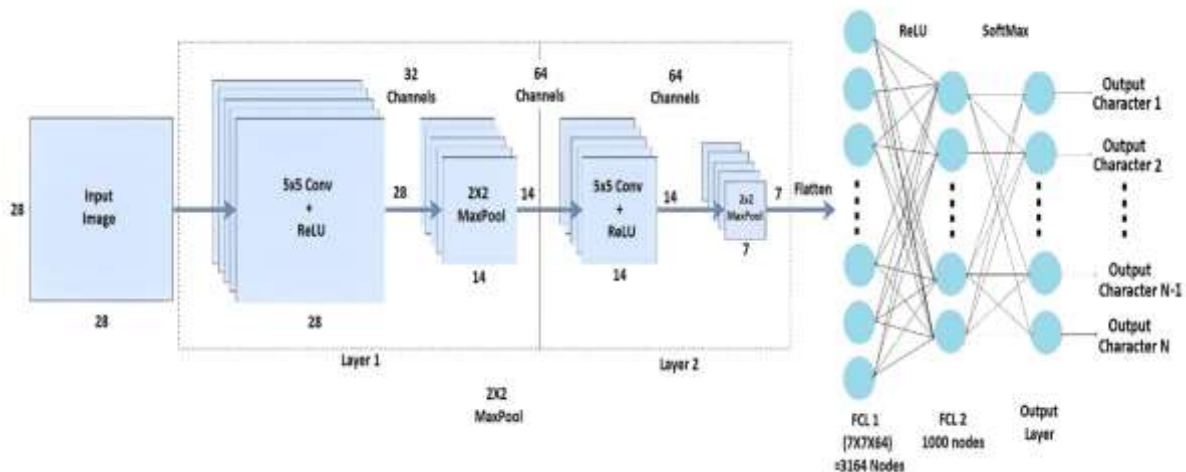 28
Input
Image
28
5x5 Conv
+
ReLU
28
28
32
Channels
2X2
MaxPool
14
14
Layer 1
64
Channels
5x5 Conv
+
ReLU
14
14
64
Channels
2x2
MaxPool
7
7
Layer 2
2X2
MaxPool
Flatten
ReLU
SoftMax
Output
Character 1
Output
Character 2
Output
Character N-1
Output
Character N
FCL 1
(7X7X64)
=3164 Nodes
FCL 2
1000 nodes
Output
Layer